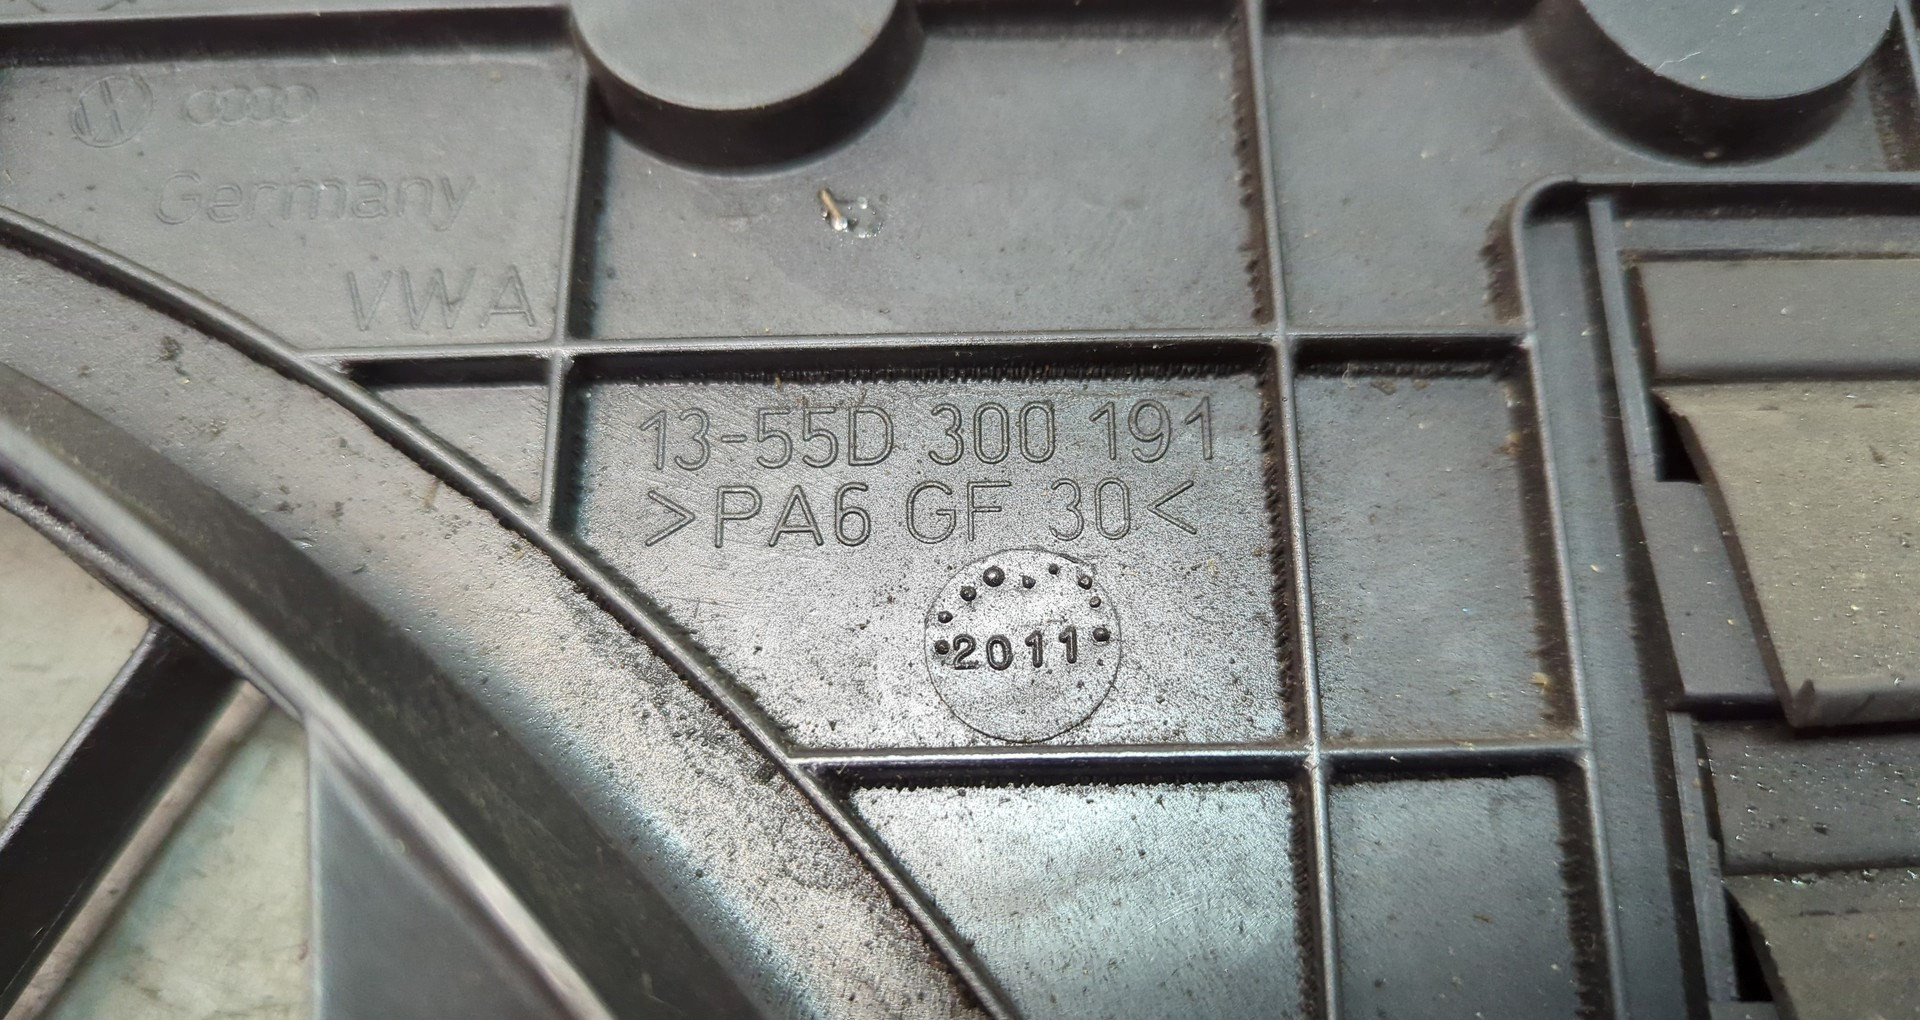 Germany
VWA
13-55D 300 191
>PA6 GF 30<
2011